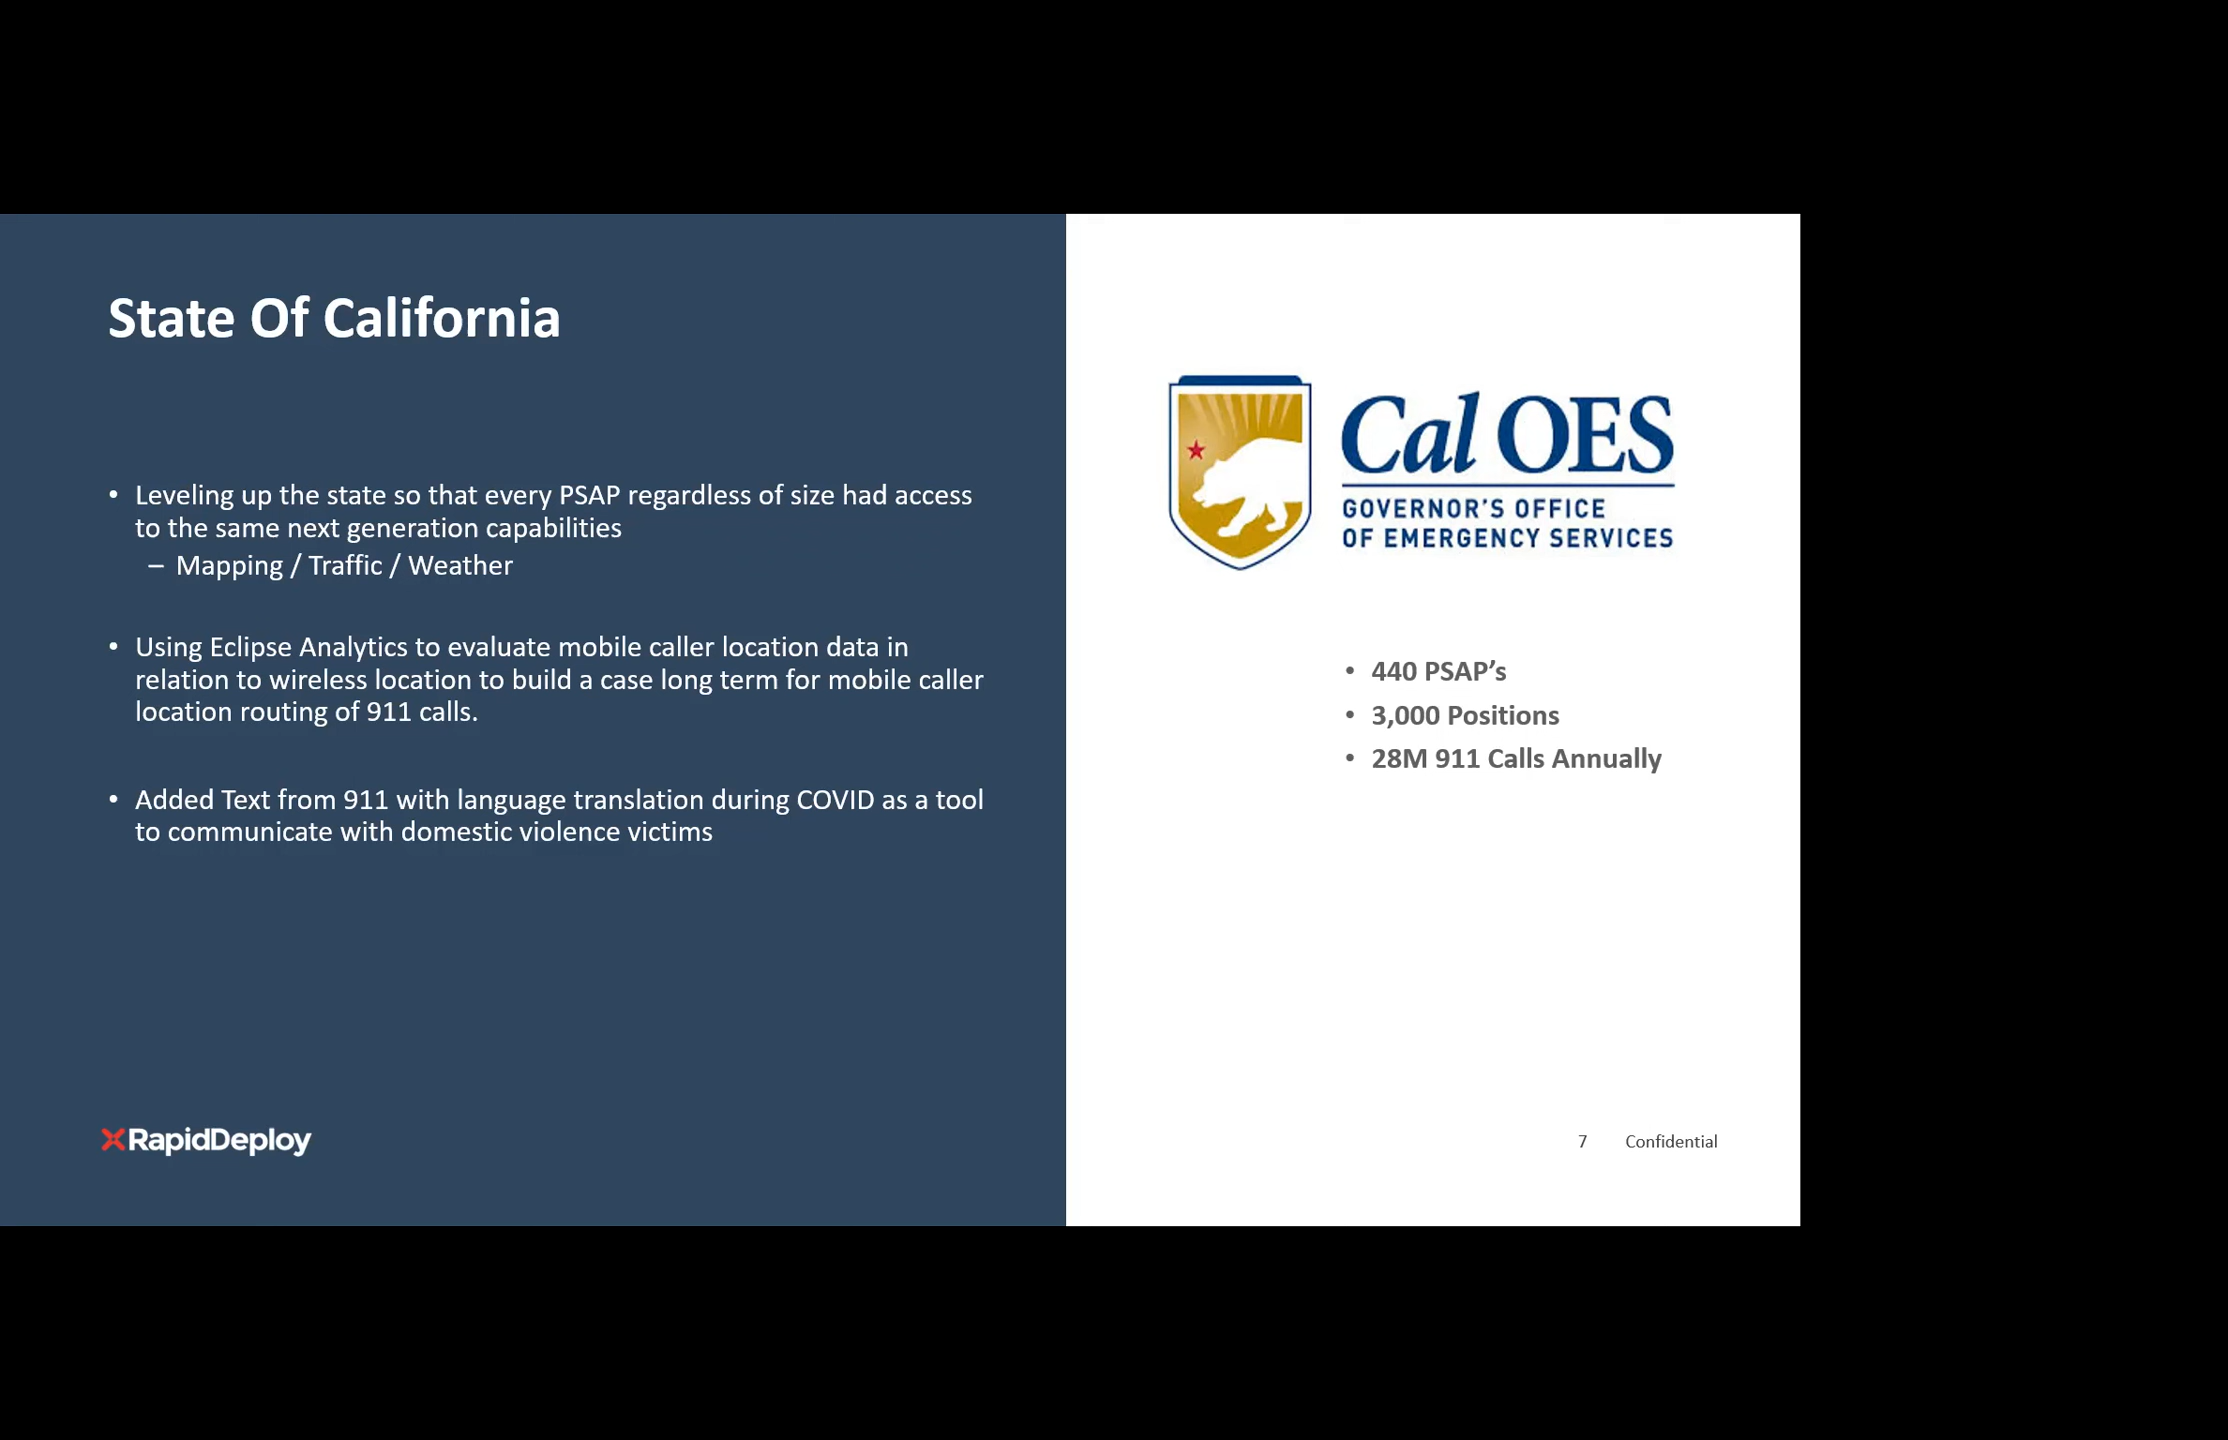 State Of California
• Leveling up the state so that every PSAP regardless of size had access
to the same next generation capabilities
– Mapping / Traffic / Weather
• Using Eclipse Analytics to evaluate mobile caller location data in
relation to wireless location to build a case long term for mobile caller
location routing of 911 calls.
• Added Text from 911 with language translation during COVID as a tool
to communicate with domestic violence victims
RapidDeploy
Cal OES
GOVERNOR'S OFFICE
OF EMERGENCY SERVICES
• 440 PSAP’s
• 3,000 Positions
• 28M 911 Calls Annually
7 Confidential